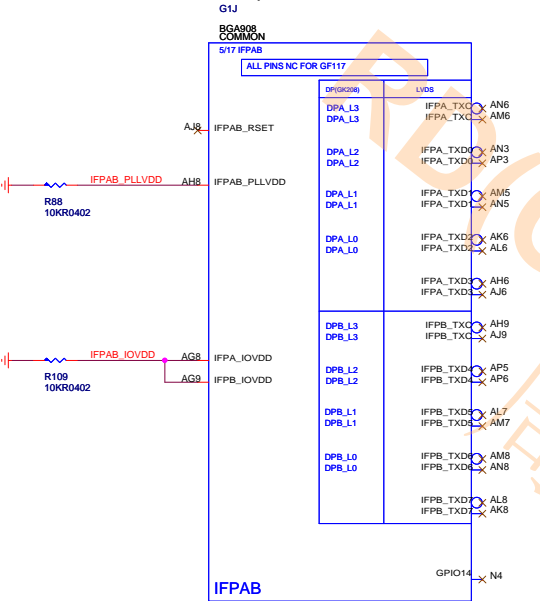 G1J
BGA908
COMMON
5/17 IFPAB
ALL PINS NC FOR GF117
DP(GK208) LVDS
DPA_L3 IFPA_TXC AN6
DPA_L3 IFPA_TXC AM6
AJ8 IFPAB_RSET
DPA_L2 IFPA_TXD0 AN3
DPA_L2 IFPA_TXD0 AP3
IFPAB_PLLVDD AH8 IFPAB_PLLVDD
R88
10KR0402
DPA_L1 IFPA_TXD1 AM5
DPA_L1 IFPA_TXD1 AN5
DPA_L0 IFPA_TXD2 AK6
DPA_L0 IFPA_TXD2 AL6
IFPA_TXD3 AH6
IFPA_TXD3 AJ6
DPB_L3 IFPB_TXC AH9
DPB_L3 IFPB_TXC AJ9
IFPAB_IOVDD AG8 IFPA_IOVDD
AG9 IFPB_IOVDD
R109
10KR0402
DPB_L2 IFPB_TXD4 AP5
DPB_L2 IFPB_TXD4 AP6
DPB_L1 IFPB_TXD5 AL7
DPB_L1 IFPB_TXD5 AM7
DPB_L0 IFPB_TXD6 AM8
DPB_L0 IFPB_TXD6 AN8
IFPB_TXD7 AL8
IFPB_TXD7 AK8
GPIO14 N4
IFPAB
RD(